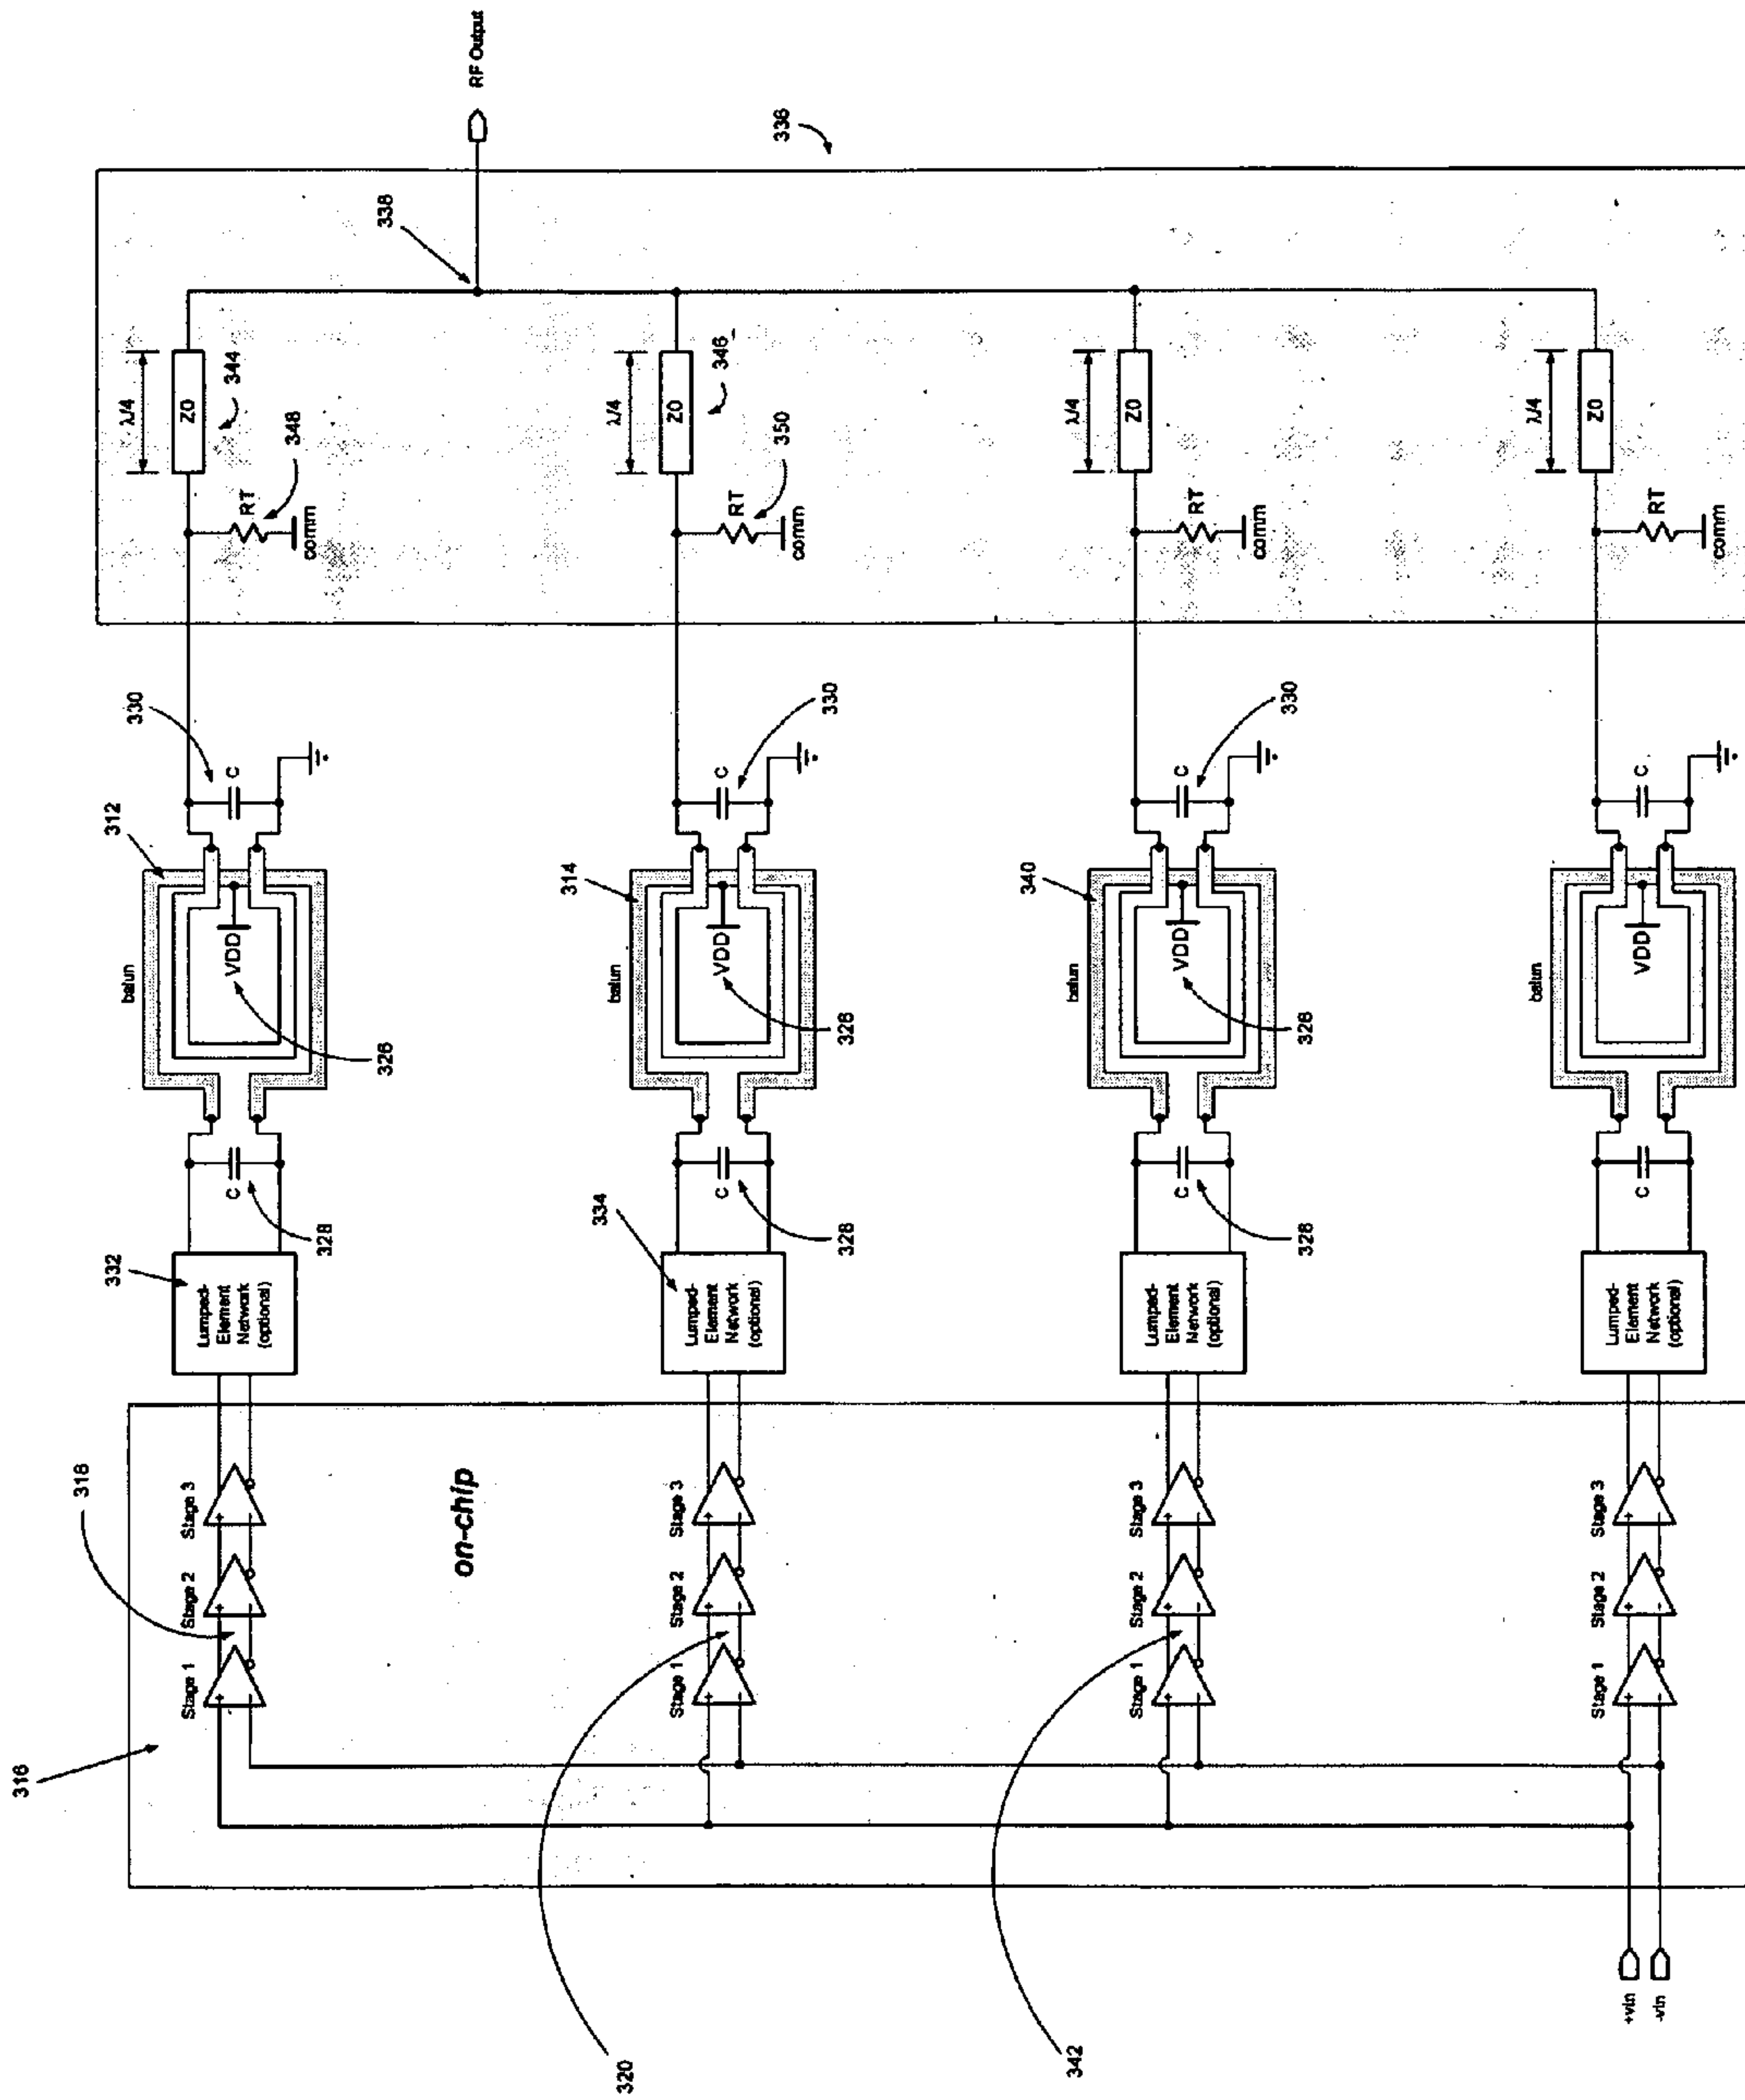 316
318
332
328
326
312
330
344
348
338
RF Output
336
Stage 1
Stage 2
Stage 3
+
-
+
-
+
-
Lumped-
Element
Network
(optional)
C
balun
VDD
C
RT
comm
λ/4
Z0
on-chip
320
334
328
328
314
330
350
346
Stage 1
Stage 2
Stage 3
+
-
+
-
+
-
Lumped-
Element
Network
(optional)
C
balun
VDD
C
RT
comm
λ/4
Z0
342
328
328
340
330
Stage 1
Stage 2
Stage 3
+
-
+
-
+
-
Lumped-
Element
Network
(optional)
C
balun
VDD
C
RT
comm
λ/4
Z0
+vin
-vin
Stage 1
Stage 2
Stage 3
+
-
+
-
+
-
Lumped-
Element
Network
(optional)
C
balun
VDD
C
RT
comm
λ/4
Z0